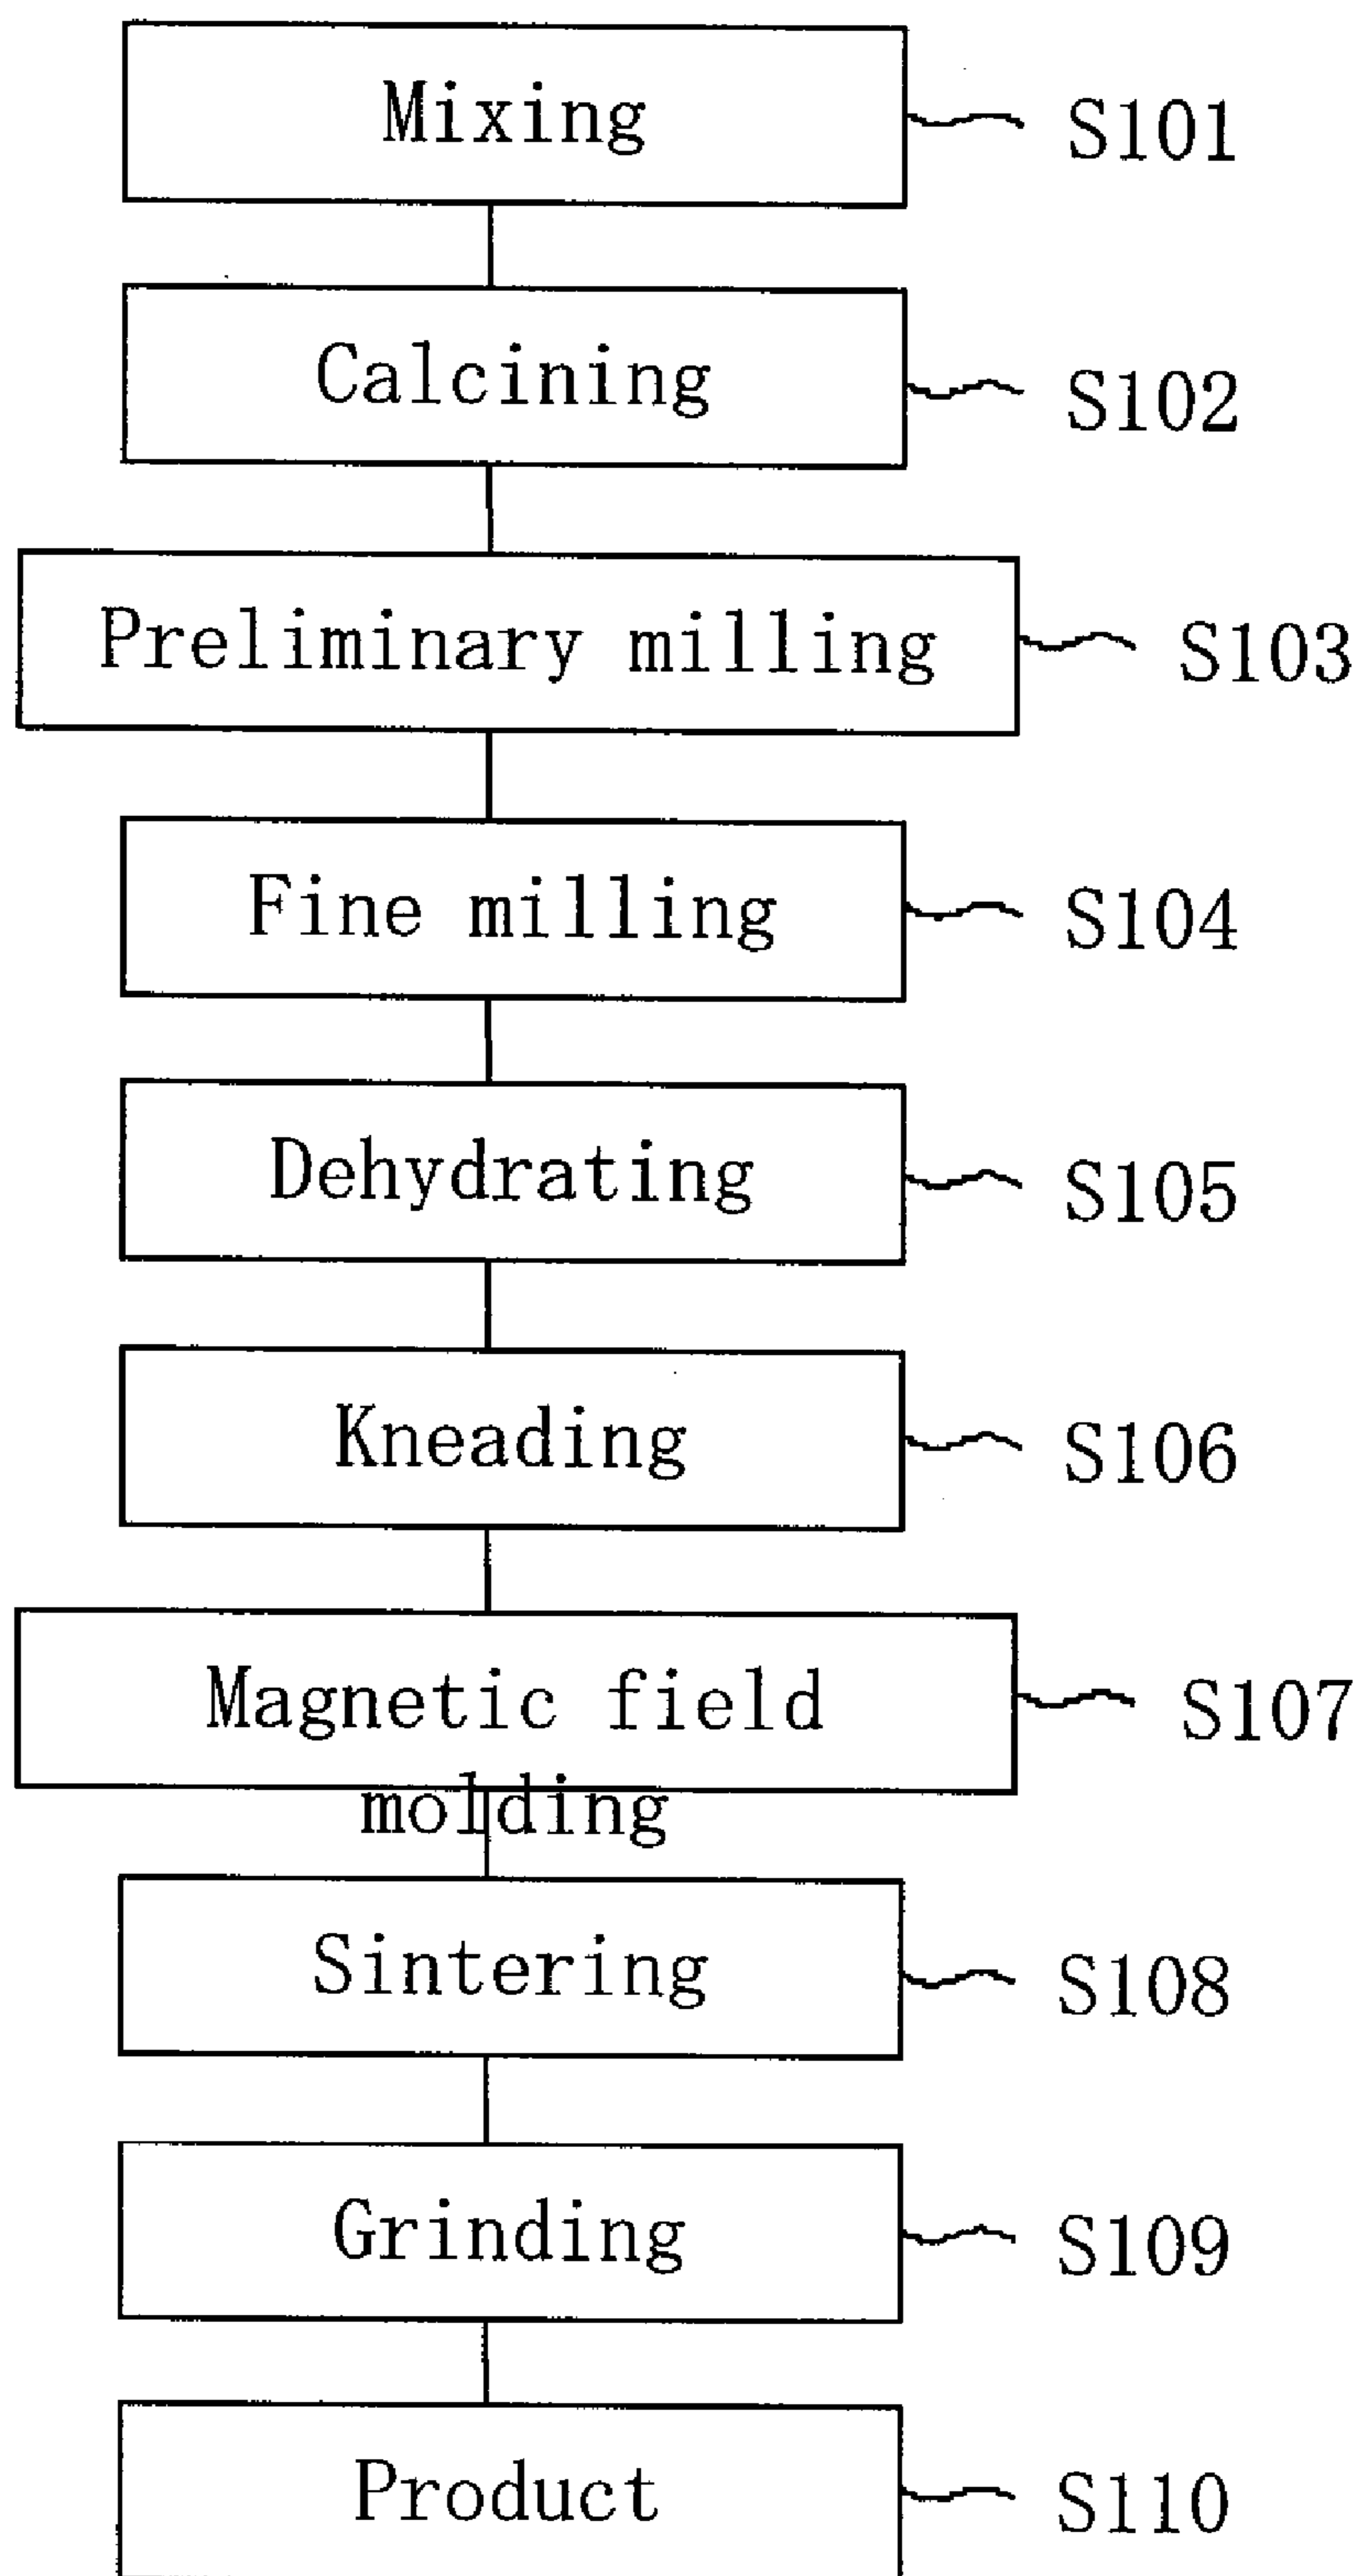 Mixing
S101
Calcining
S102
Preliminary milling
S103
Fine milling
S104
Dehydrating
S105
Kneading
S106
Magnetic field
S107
molding
Sintering
S108
Grinding
S109
Product
S110